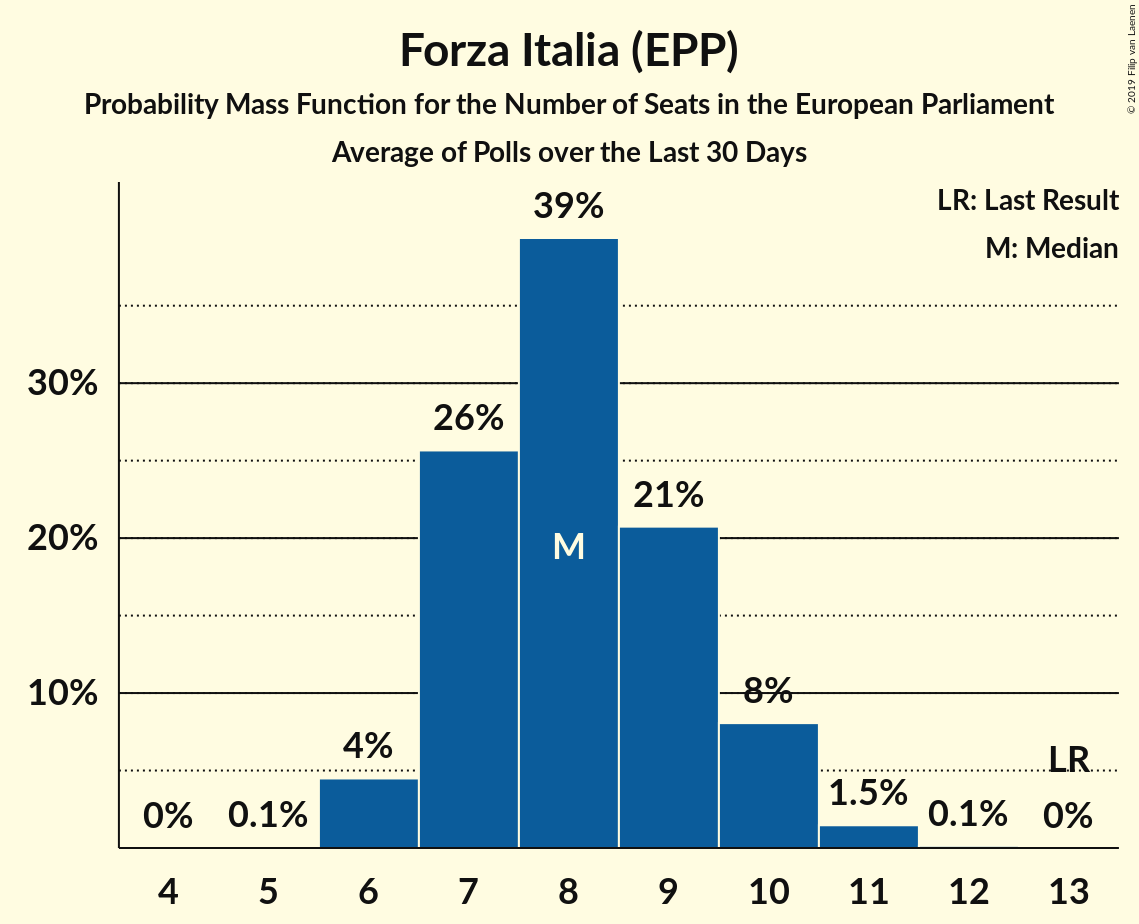 Forza Italia (EPP)
Probability Mass Function for the Number of Seats in the European Parliament
Average of Polls over the Last 30 Days
© 2019 Filip van Laenen
LR: Last Result
M: Median
39%
30%
26%
21%
20%
M
10%
8%
4%
LR
1.5%
0%
0.1%
0.1%
0%
4 5 6 7 8 9 10 11 12 13